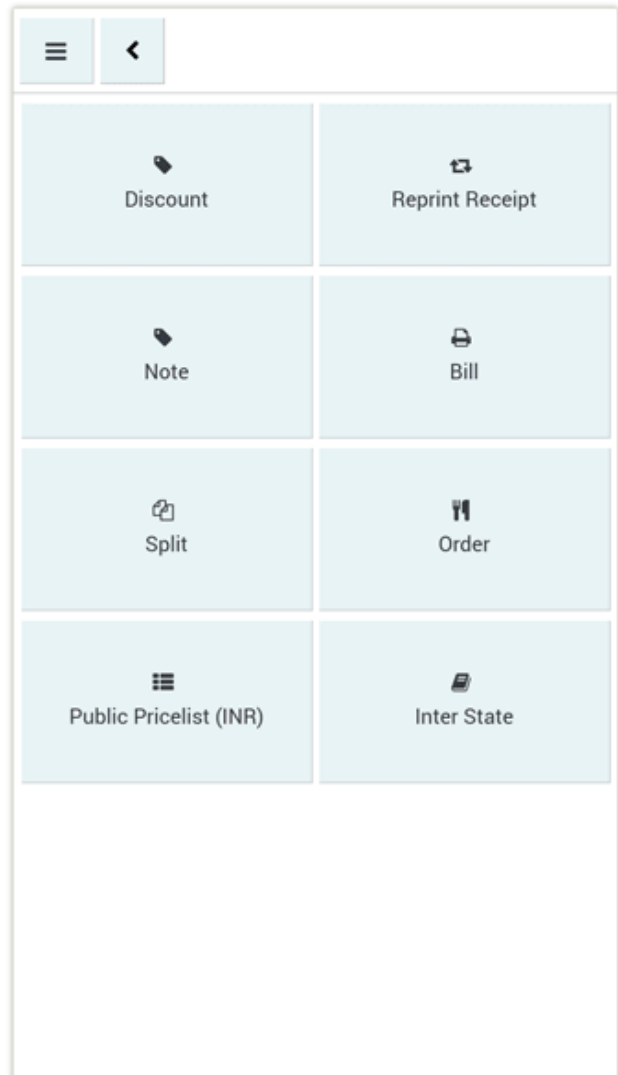 Discount
Reprint Receipt
Note
Bill
Split
Order
Public Pricelist (INR)
Inter State